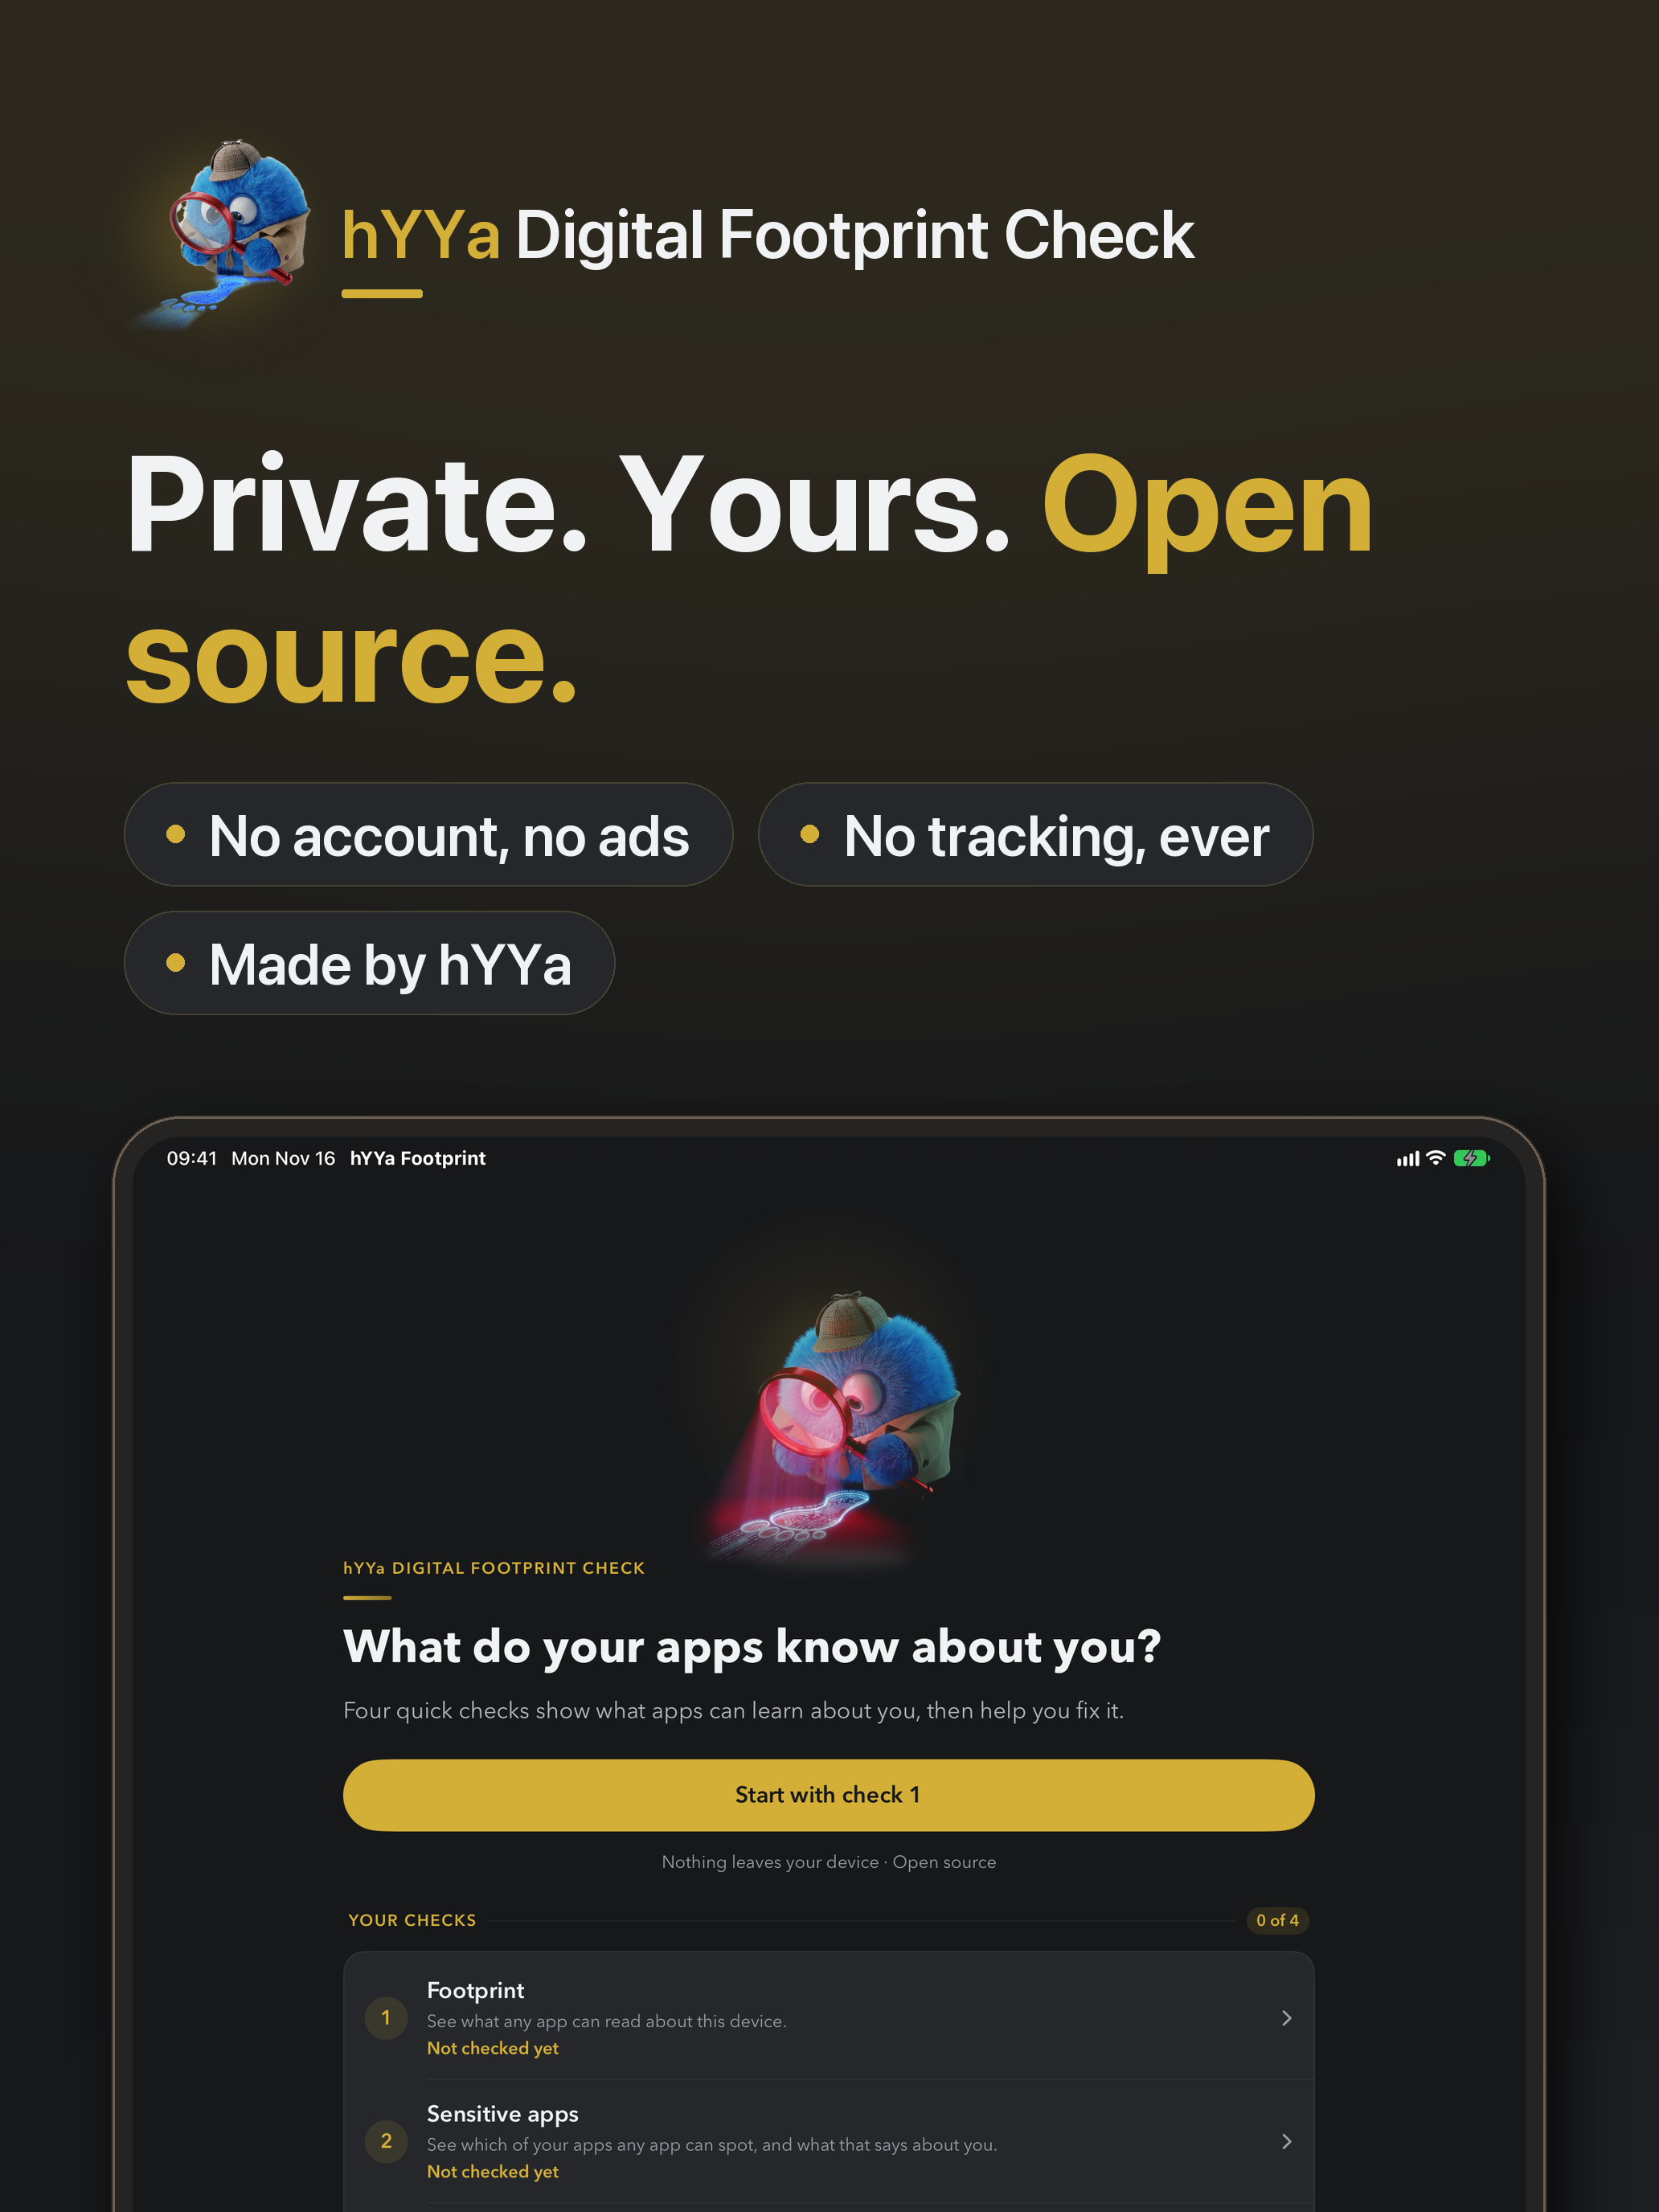 hYYa Digital Footprint Check
Private. Yours. Open
source.
No account, no ads
No tracking, ever
Made by hYYa
09:41 Mon Nov 16 hYYa Footprint
hYYa DIGITAL FOOTPRINT CHECK
What do your apps know about you?
Four quick checks show what apps can learn about you, then help you fix it.
Start with check 1
Nothing leaves your device · Open source
YOUR CHECKS
0 of 4
1
Footprint
See what any app can read about this device.
Not checked yet
2
Sensitive apps
See which of your apps any app can spot, and what that says about you.
Not checked yet